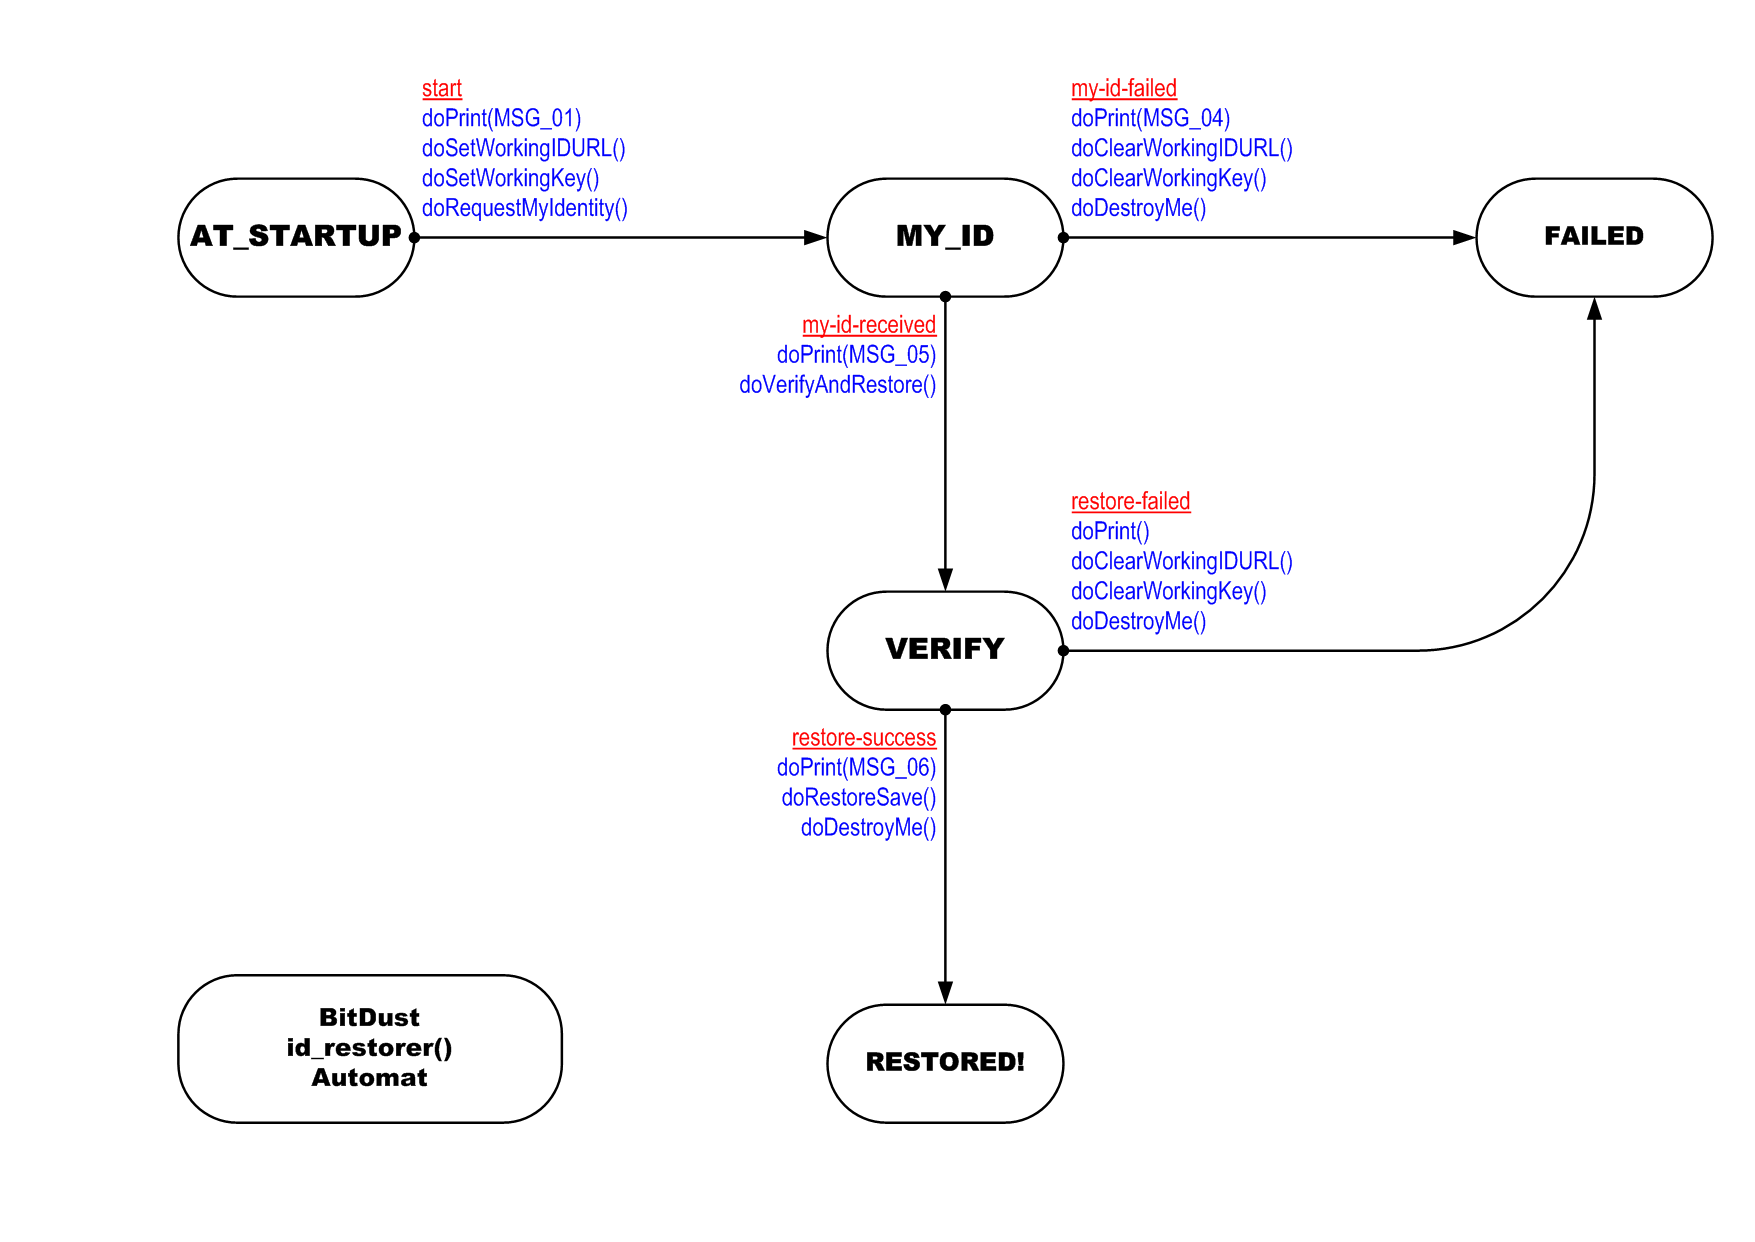 start
doPrint(MSG_01)
doSetWorkingIDURL()
doSetWorkingKey()
doRequestMyIdentity()
my-id-failed
doPrint(MSG_04)
doClearWorkingIDURL()
doClearWorkingKey()
doDestroyMe()
AT_STARTUP
MY_ID
FAILED
my-id-received
doPrint(MSG_05)
doVerifyAndRestore()
restore-failed
doPrint()
doClearWorkingIDURL()
doClearWorkingKey()
doDestroyMe()
VERIFY
restore-success
doPrint(MSG_06)
doRestoreSave()
doDestroyMe()
BitDust
id_restorer()
Automat
RESTORED!